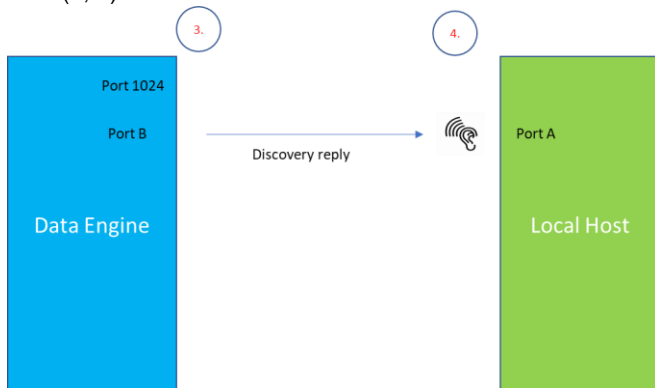 3.
4.
Port 1024
Port B
Port A
Discovery reply
Data Engine
Local Host